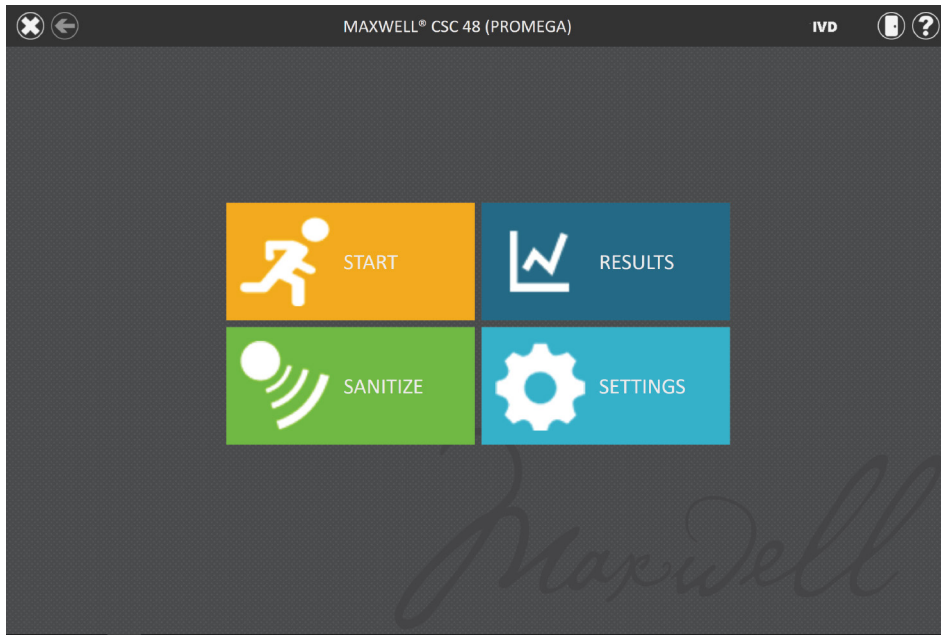 MAXWELL® CSC 48 (PROMEGA) IVD ?
START RESULTS
SANITIZE SETTINGS
Maxwell